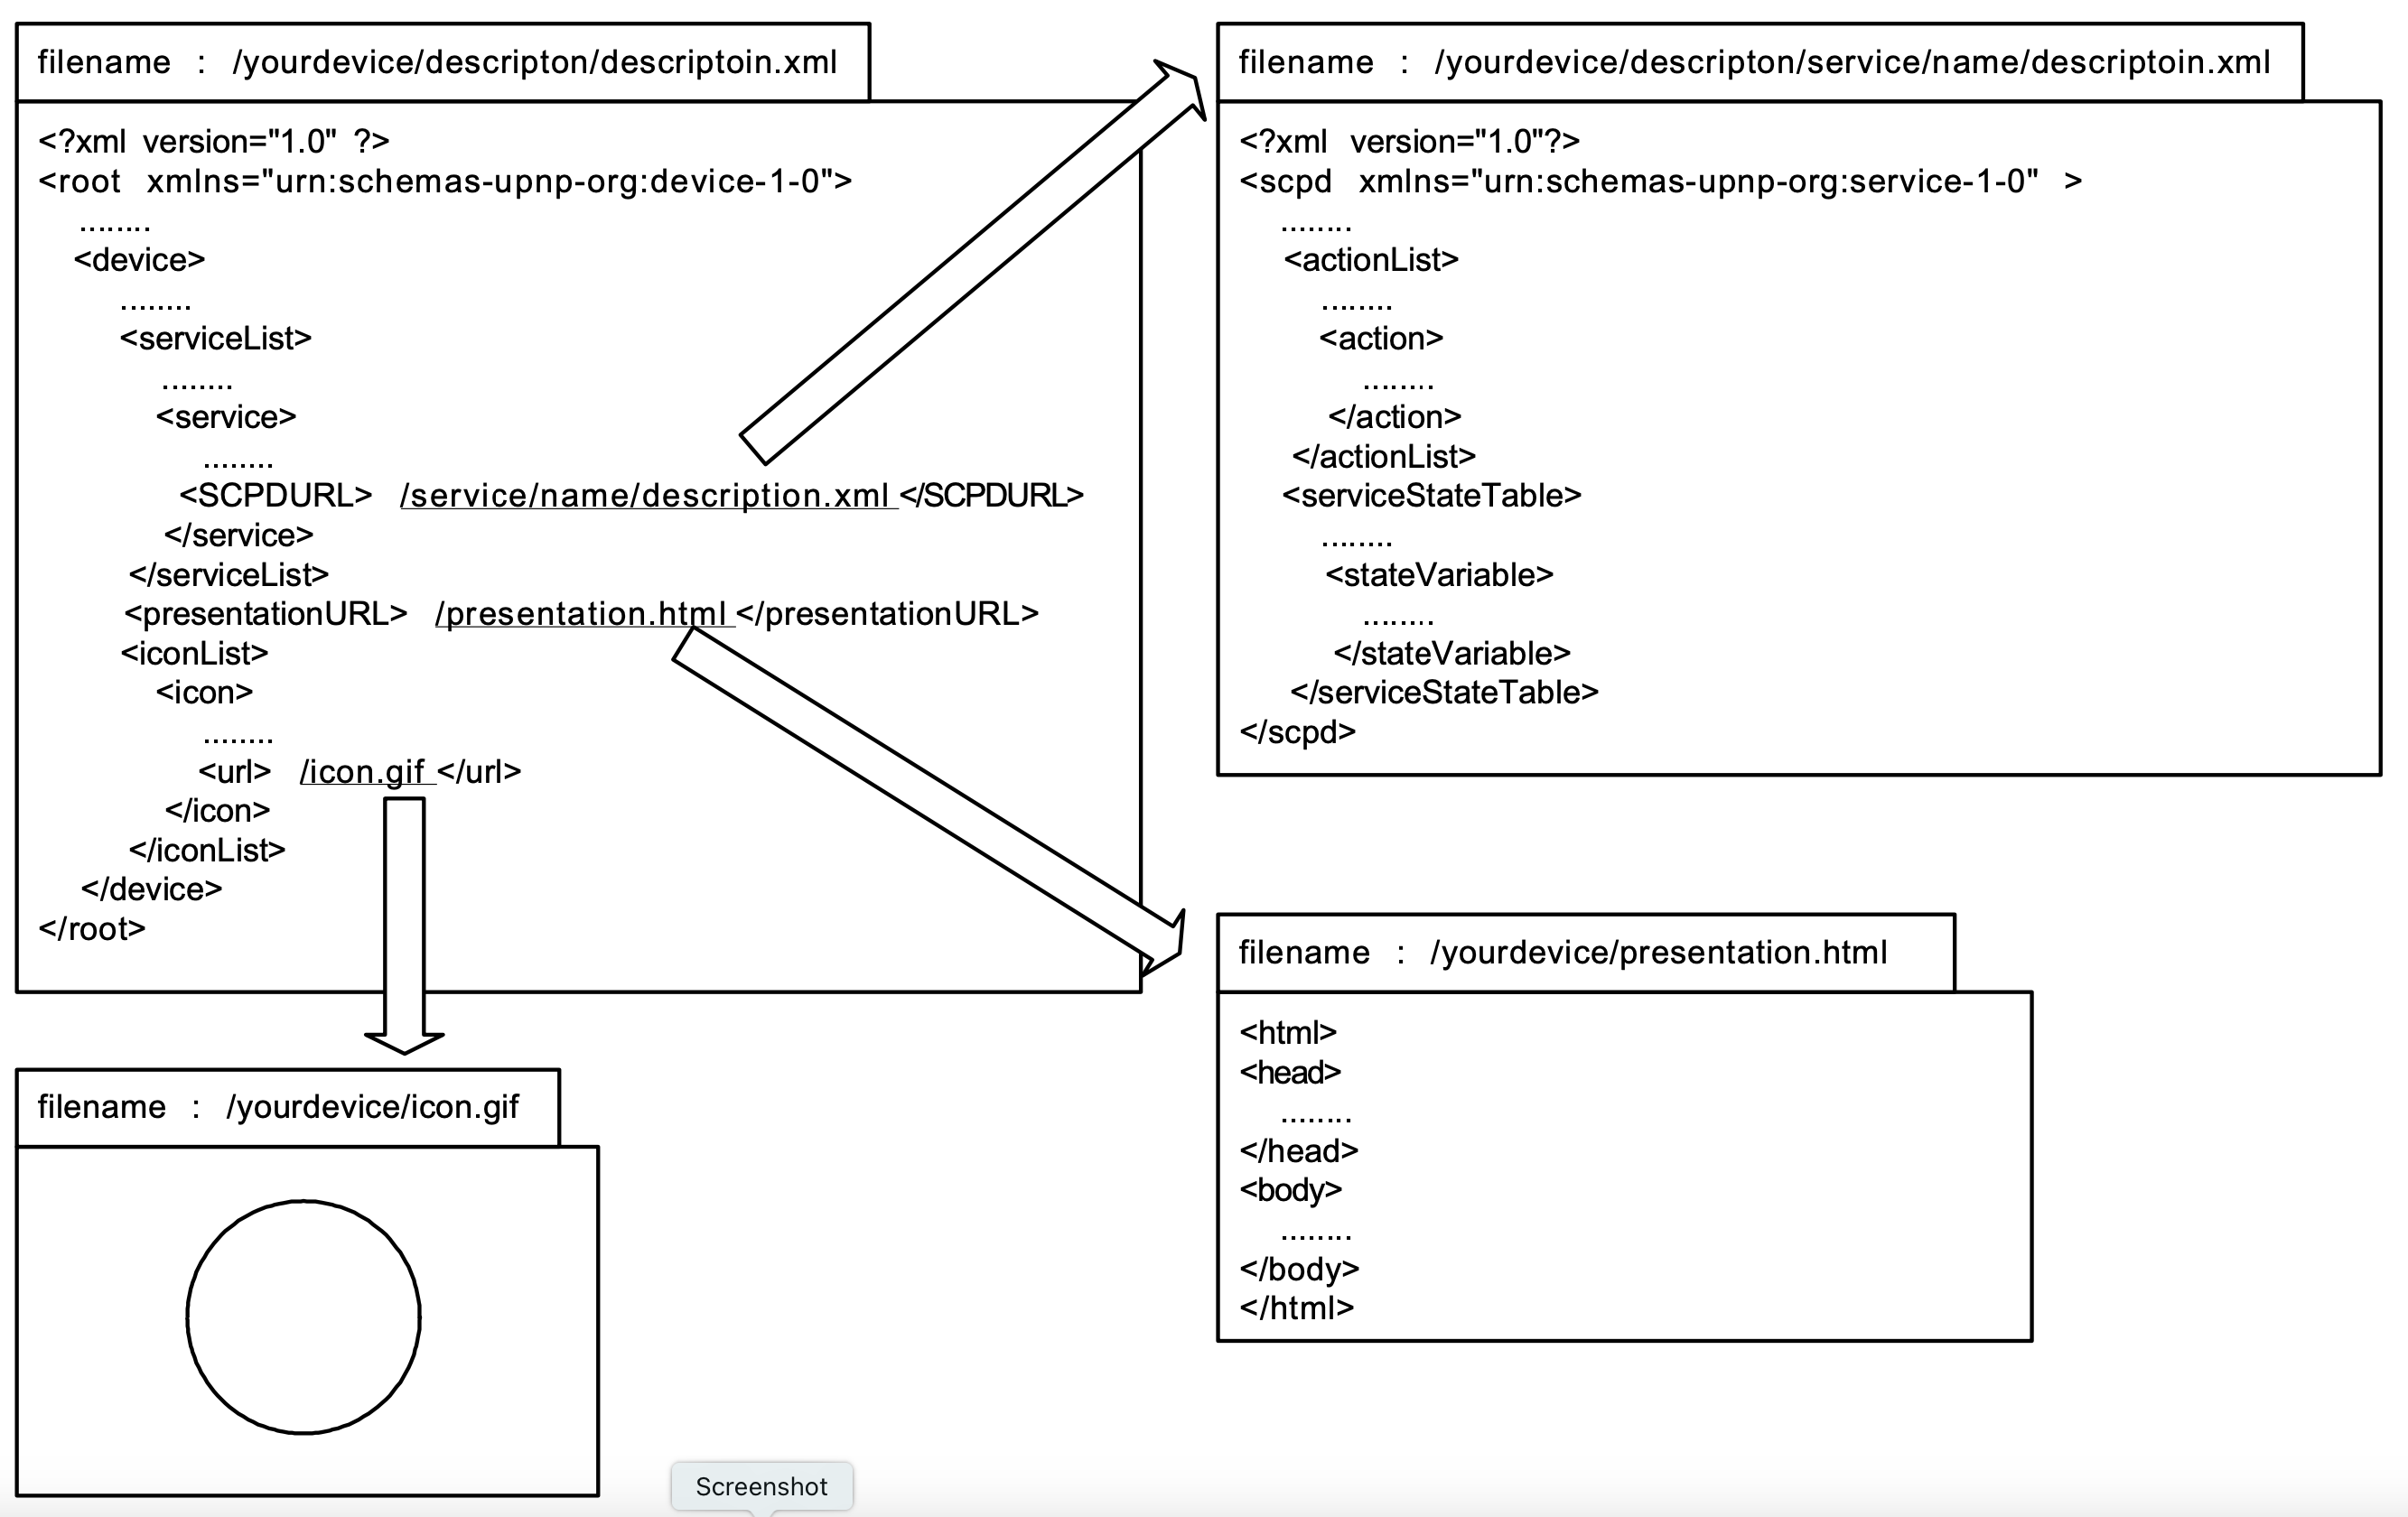 filename : /yourdevice/descripton/descriptoin.xml
<?xml version="1.0" ?>
<root xmlns="urn:schemas-upnp-org:device-1-0">
........
<device>
........
<serviceList>
........
<service>
........
<SCPDURL> /service/name/description.xml </SCPDURL>
</service>
</serviceList>
<presentationURL> /presentation.html </presentationURL>
<iconList>
<icon>
........
<url> /icon.gif </url>
</icon>
</iconList>
</device>
</root>
filename : /yourdevice/descripton/service/name/descriptoin.xml
<?xml version="1.0"?>
<scpd xmlns="urn:schemas-upnp-org:service-1-0" >
........
<actionList>
........
<action>
........
</action>
</actionList>
<serviceStateTable>
........
<stateVariable>
........
</stateVariable>
</serviceStateTable>
</scpd>
filename : /yourdevice/presentation.html
<html>
<head>
........
</head>
<body>
........
</body>
</html>
filename : /yourdevice/icon.gif
Screenshot